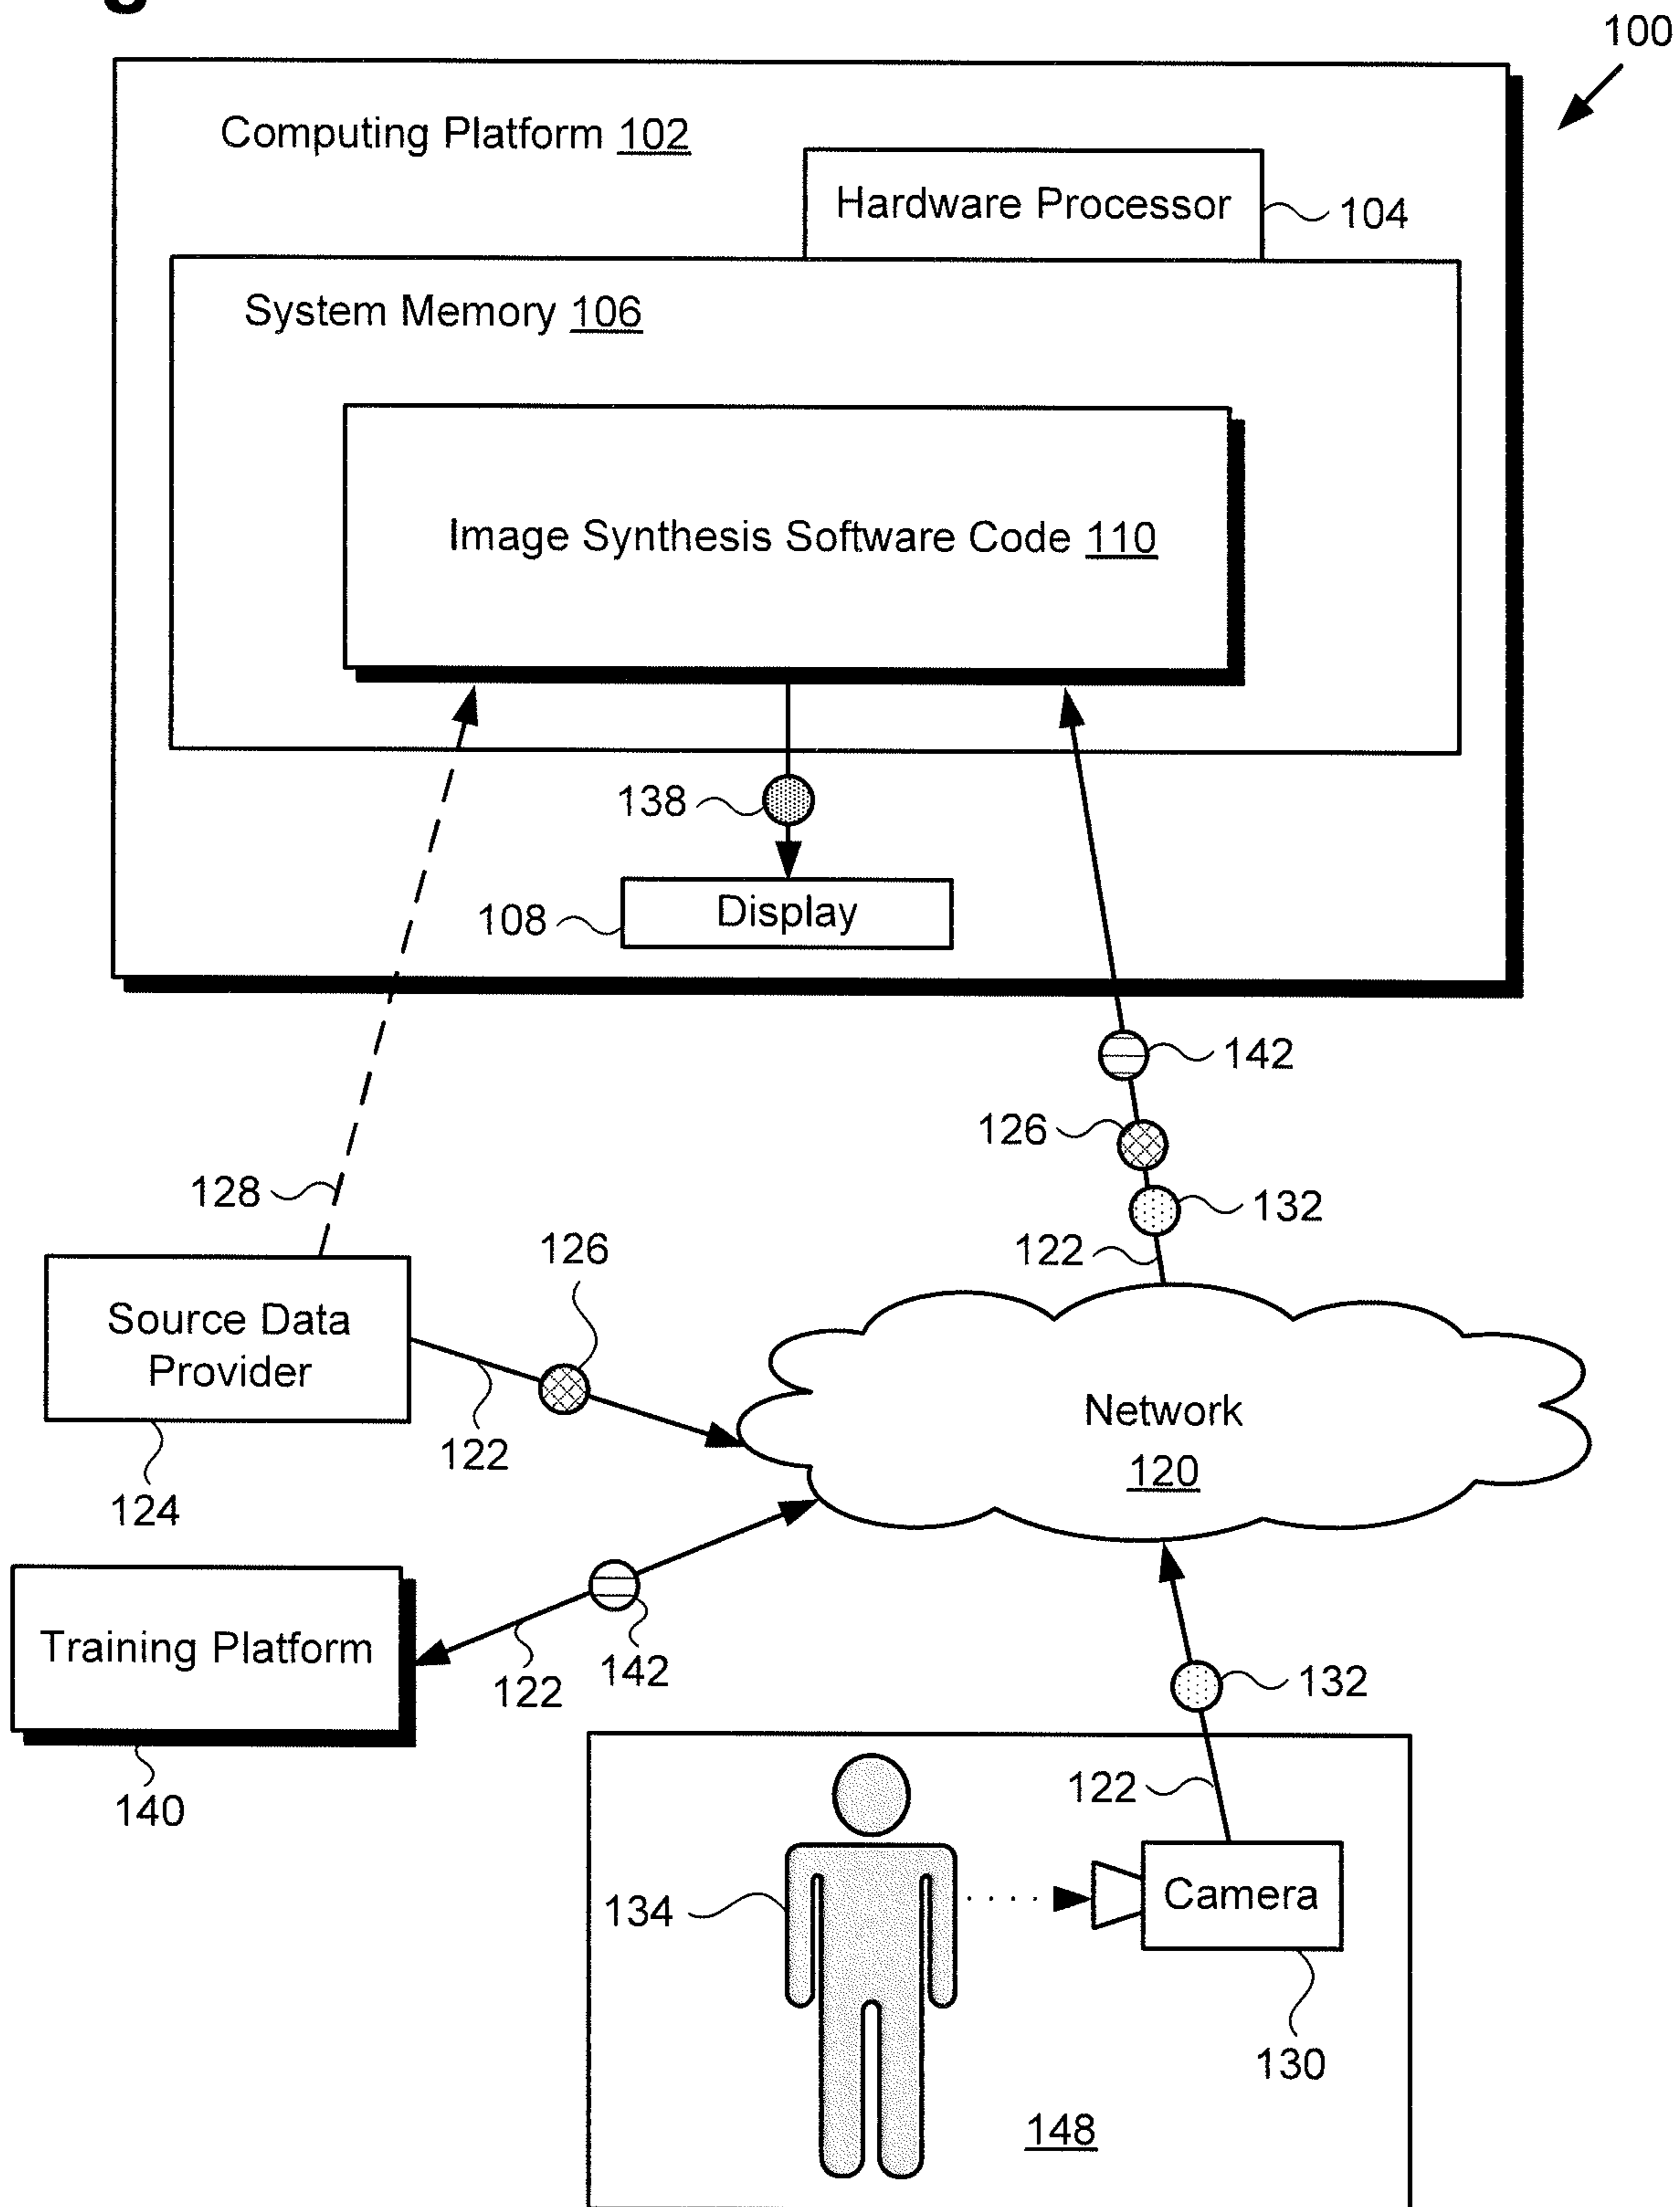 100
Computing Platform 102
Hardware Processor
104
System Memory 106
Image Synthesis Software Code 110
138
108
Display
142
126
132
122
128
126
Source Data
Provider
122
124
Network
120
Training Platform
122
142
140
132
122
134
Camera
130
148